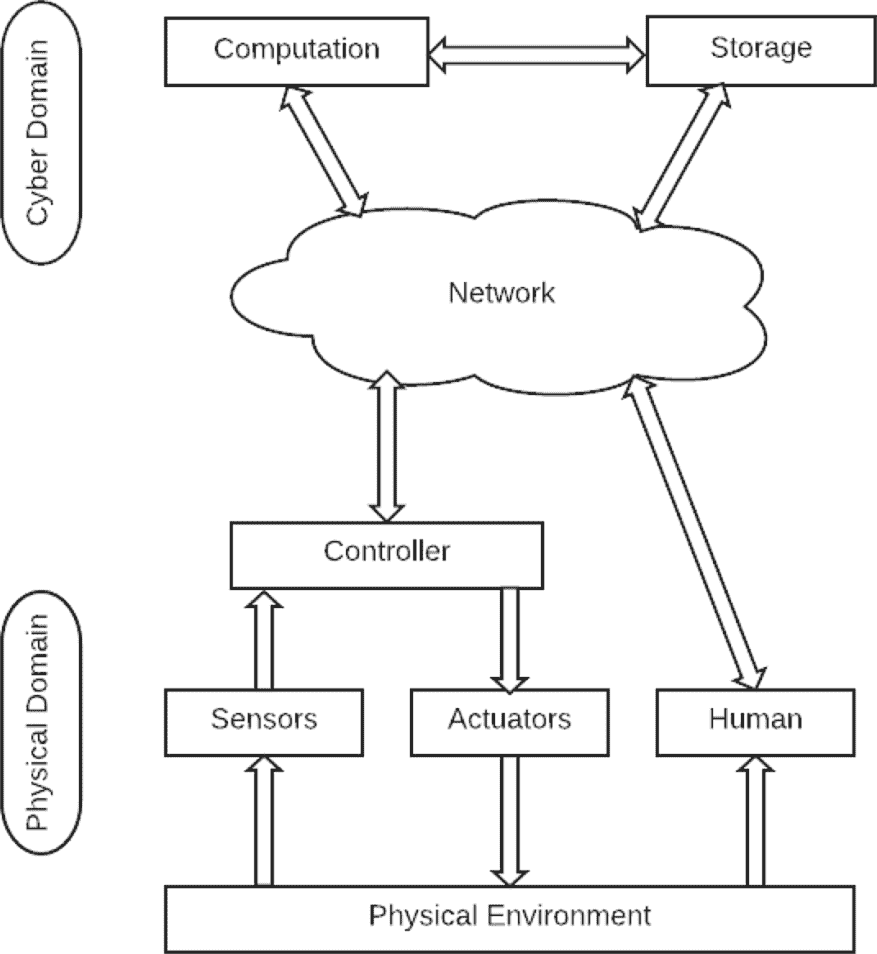 Cyber Domain
Computation
Storage
Network
Controller
Physical Domain
Sensors
Actuators
Human
Physical Environment